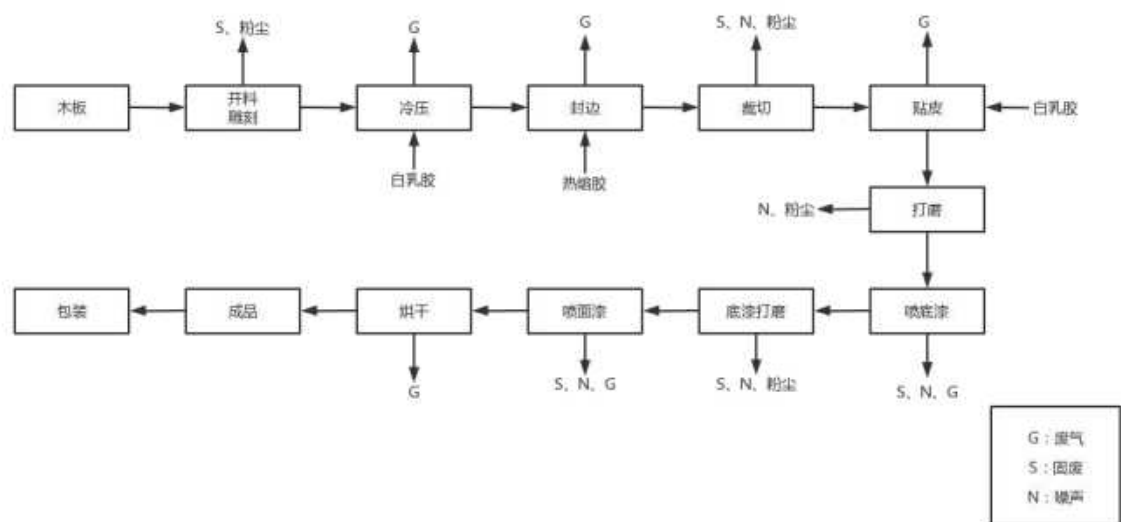 S、粉尘
G
G
S、N、粉尘
G
木板
开料
雕刻
冷压
封边
裁切
贴皮
白乳胶
白乳胶
热熔胶
N、粉尘
打磨
包装
成品
烘干
喷面漆
底漆打磨
喷底漆
G
S、N、G
S、N、粉尘
S、N、G
G：废气
S：固废
N：噪声